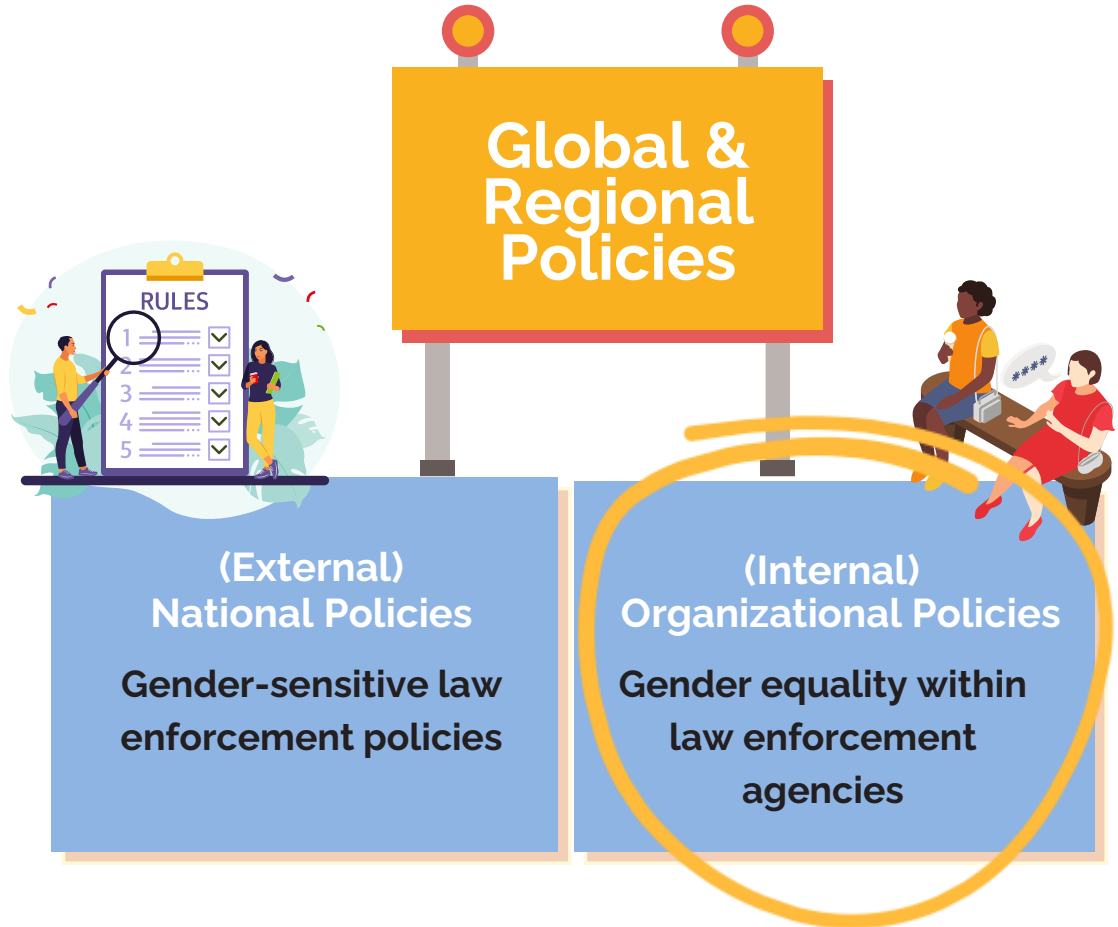 Global &
Regional
Policies
RULES
1
2
3
4
5
****
(External)
National Policies
Gender-sensitive law
enforcement policies
(Internal)
Organizational Policies
Gender equality within
law enforcement
agencies